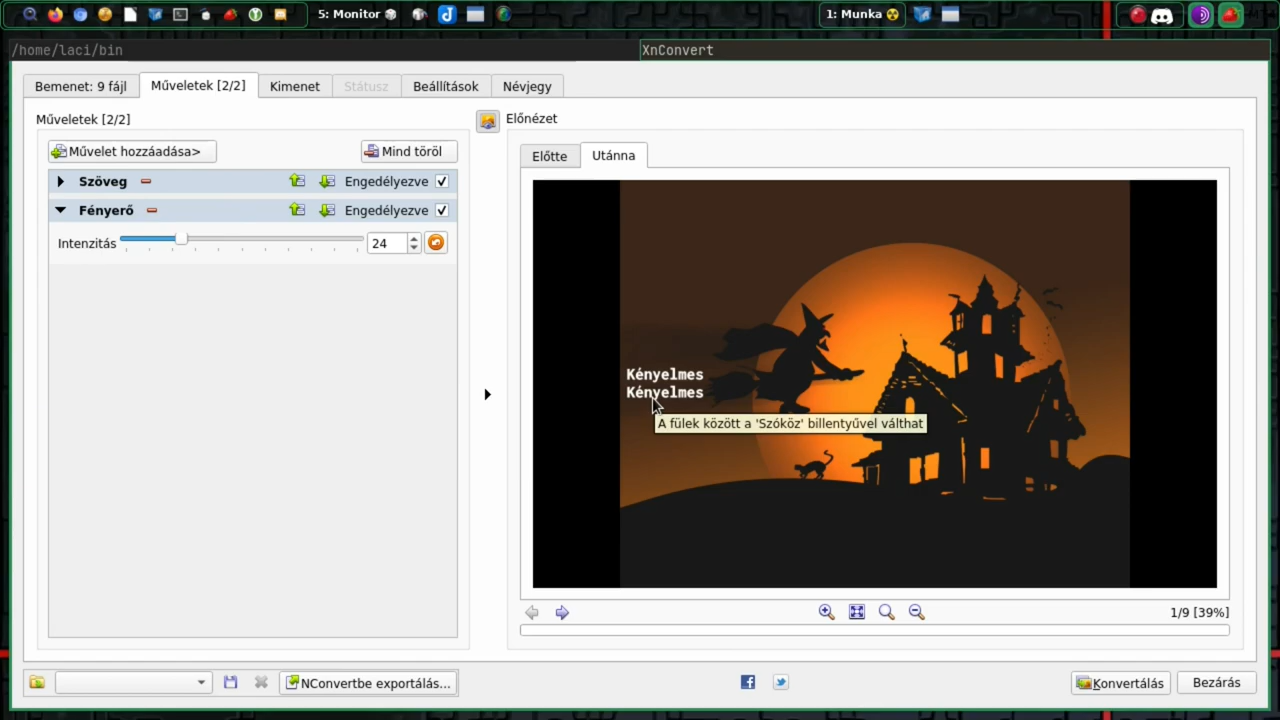 5: Monitor
1: Munka
/home/laci/bin
XnConvert
Bemenet: 9 fájl
Műveletek [2/2]
Kimenet
Státusz
Beállítások
Névjegy
Műveletek [2/2]
Előnézet
Művelet hozzáadása>
Mind töröl
Előtte
Utánna
Szöveg
Engedélyezve
Fényerő
Engedélyezve
Intenzitás
24
Kényelmes
Kényelmes
A fülek között a 'Szóköz' billentyűvel válthat
1/9 [39%]
NConvertbe exportálás...
Konvertálás
Bezárás